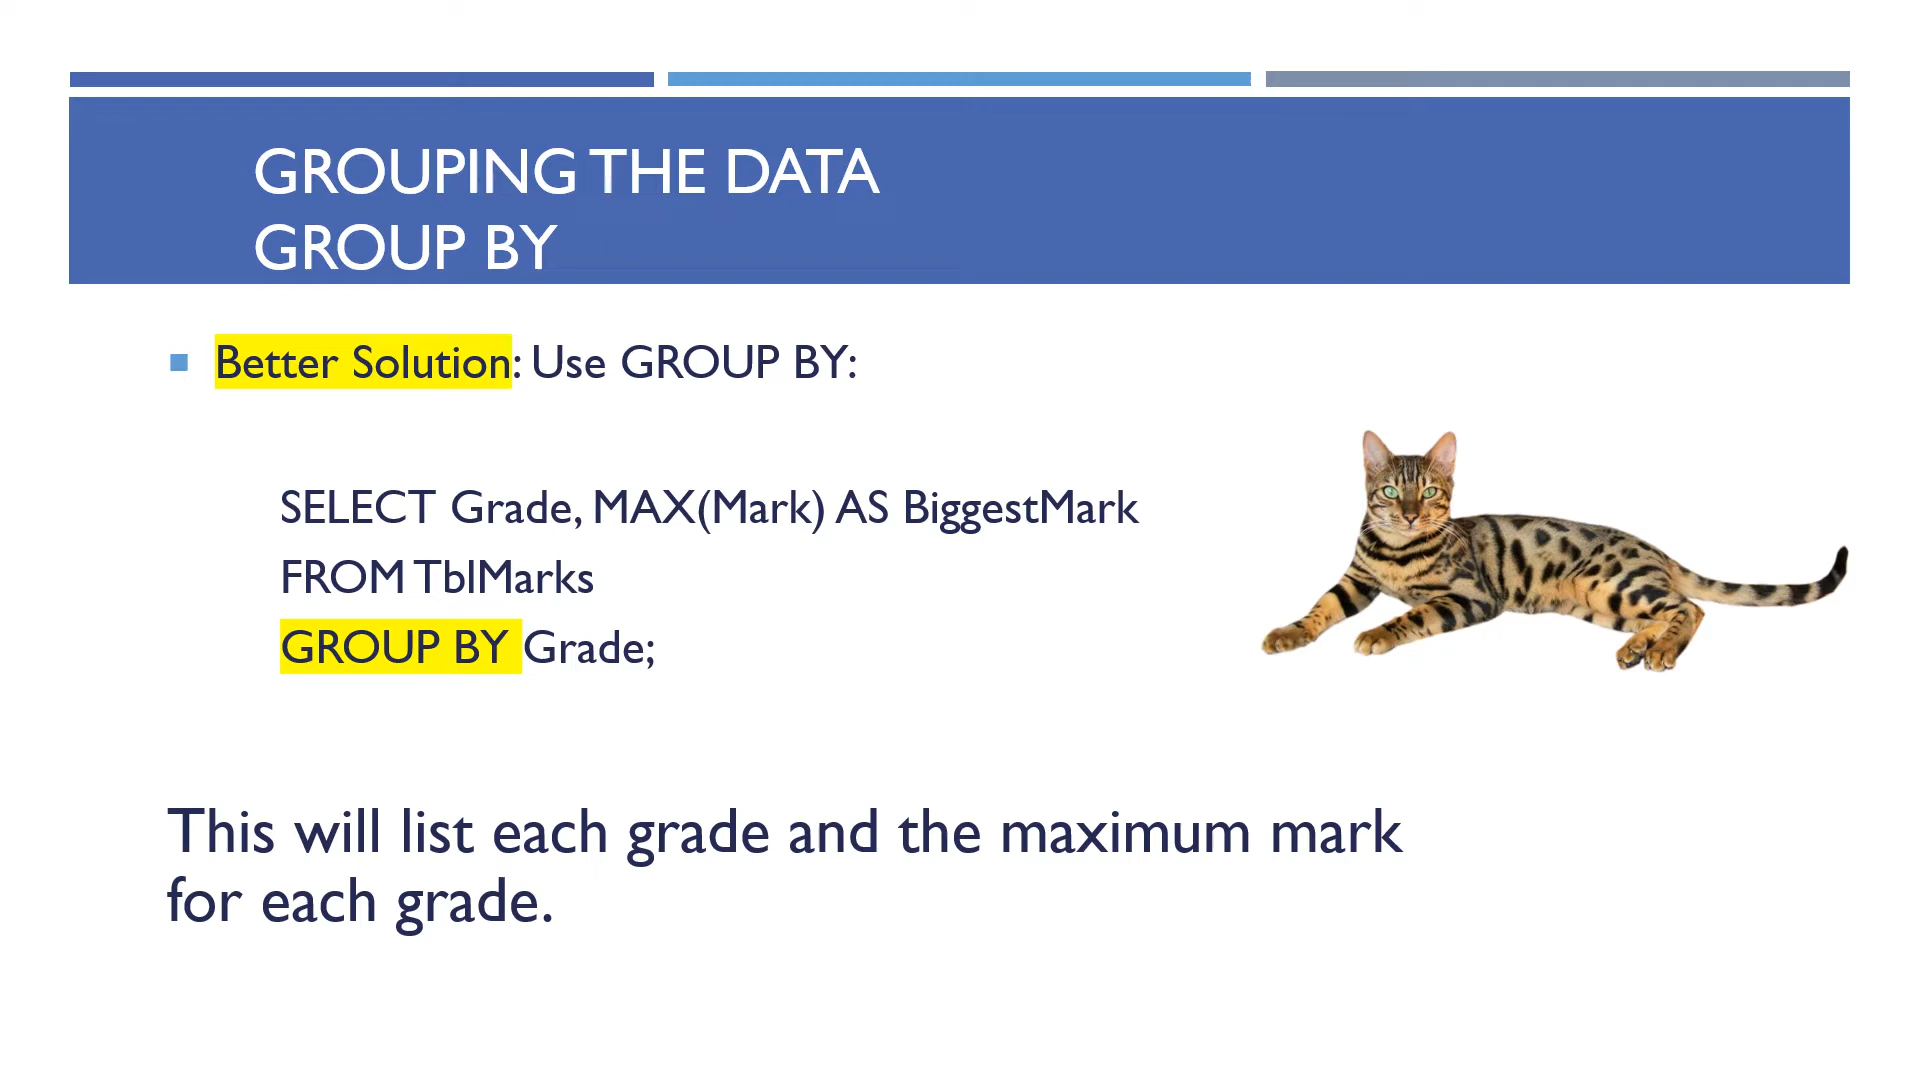 GROUPING THE DATA
GROUP BY
Better Solution: Use GROUP BY:
SELECT Grade, MAX(Mark) AS BiggestMark
FROM TblMarks
GROUP BY Grade;
This will list each grade and the maximum mark
for each grade.